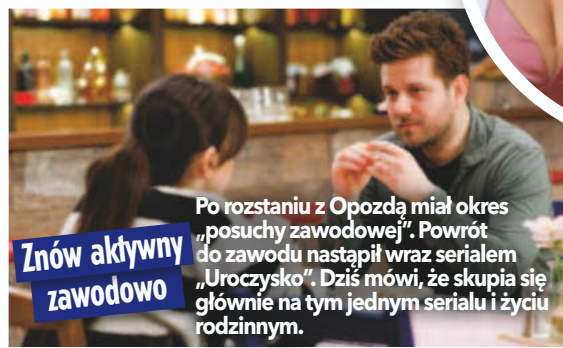 Znów aktywny
zawodowo
Po rozstaniu z Opozdą miał okres
„posuchy zawodowej”. Powrót
do zawodu nastąpił wraz serialem
„Uroczysko”. Dziś mówi, że skupia się
głównie na tym jednym serialu i życiu
rodzinnym.